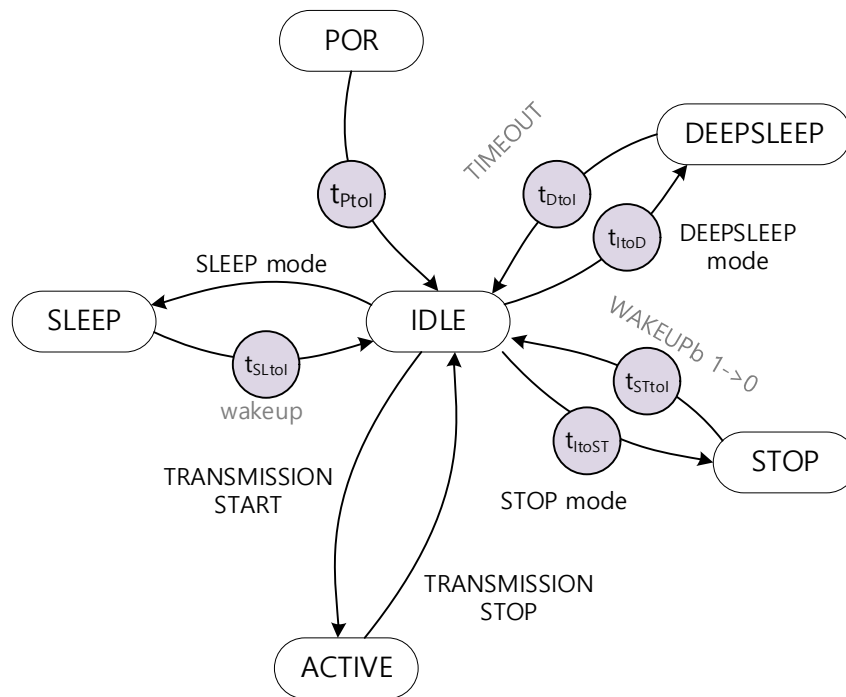 POR
TIMEOUT
DEEPSLEEP
tPtoI
tDtoI
tItoD
DEEPSLEEP
mode
SLEEP mode
SLEEP
IDLE
WAKEUPb 1->0
tSLtoI
wakeup
tSTtoI
tItoST
STOP
STOP mode
TRANSMISSION
START
TRANSMISSION
STOP
ACTIVE